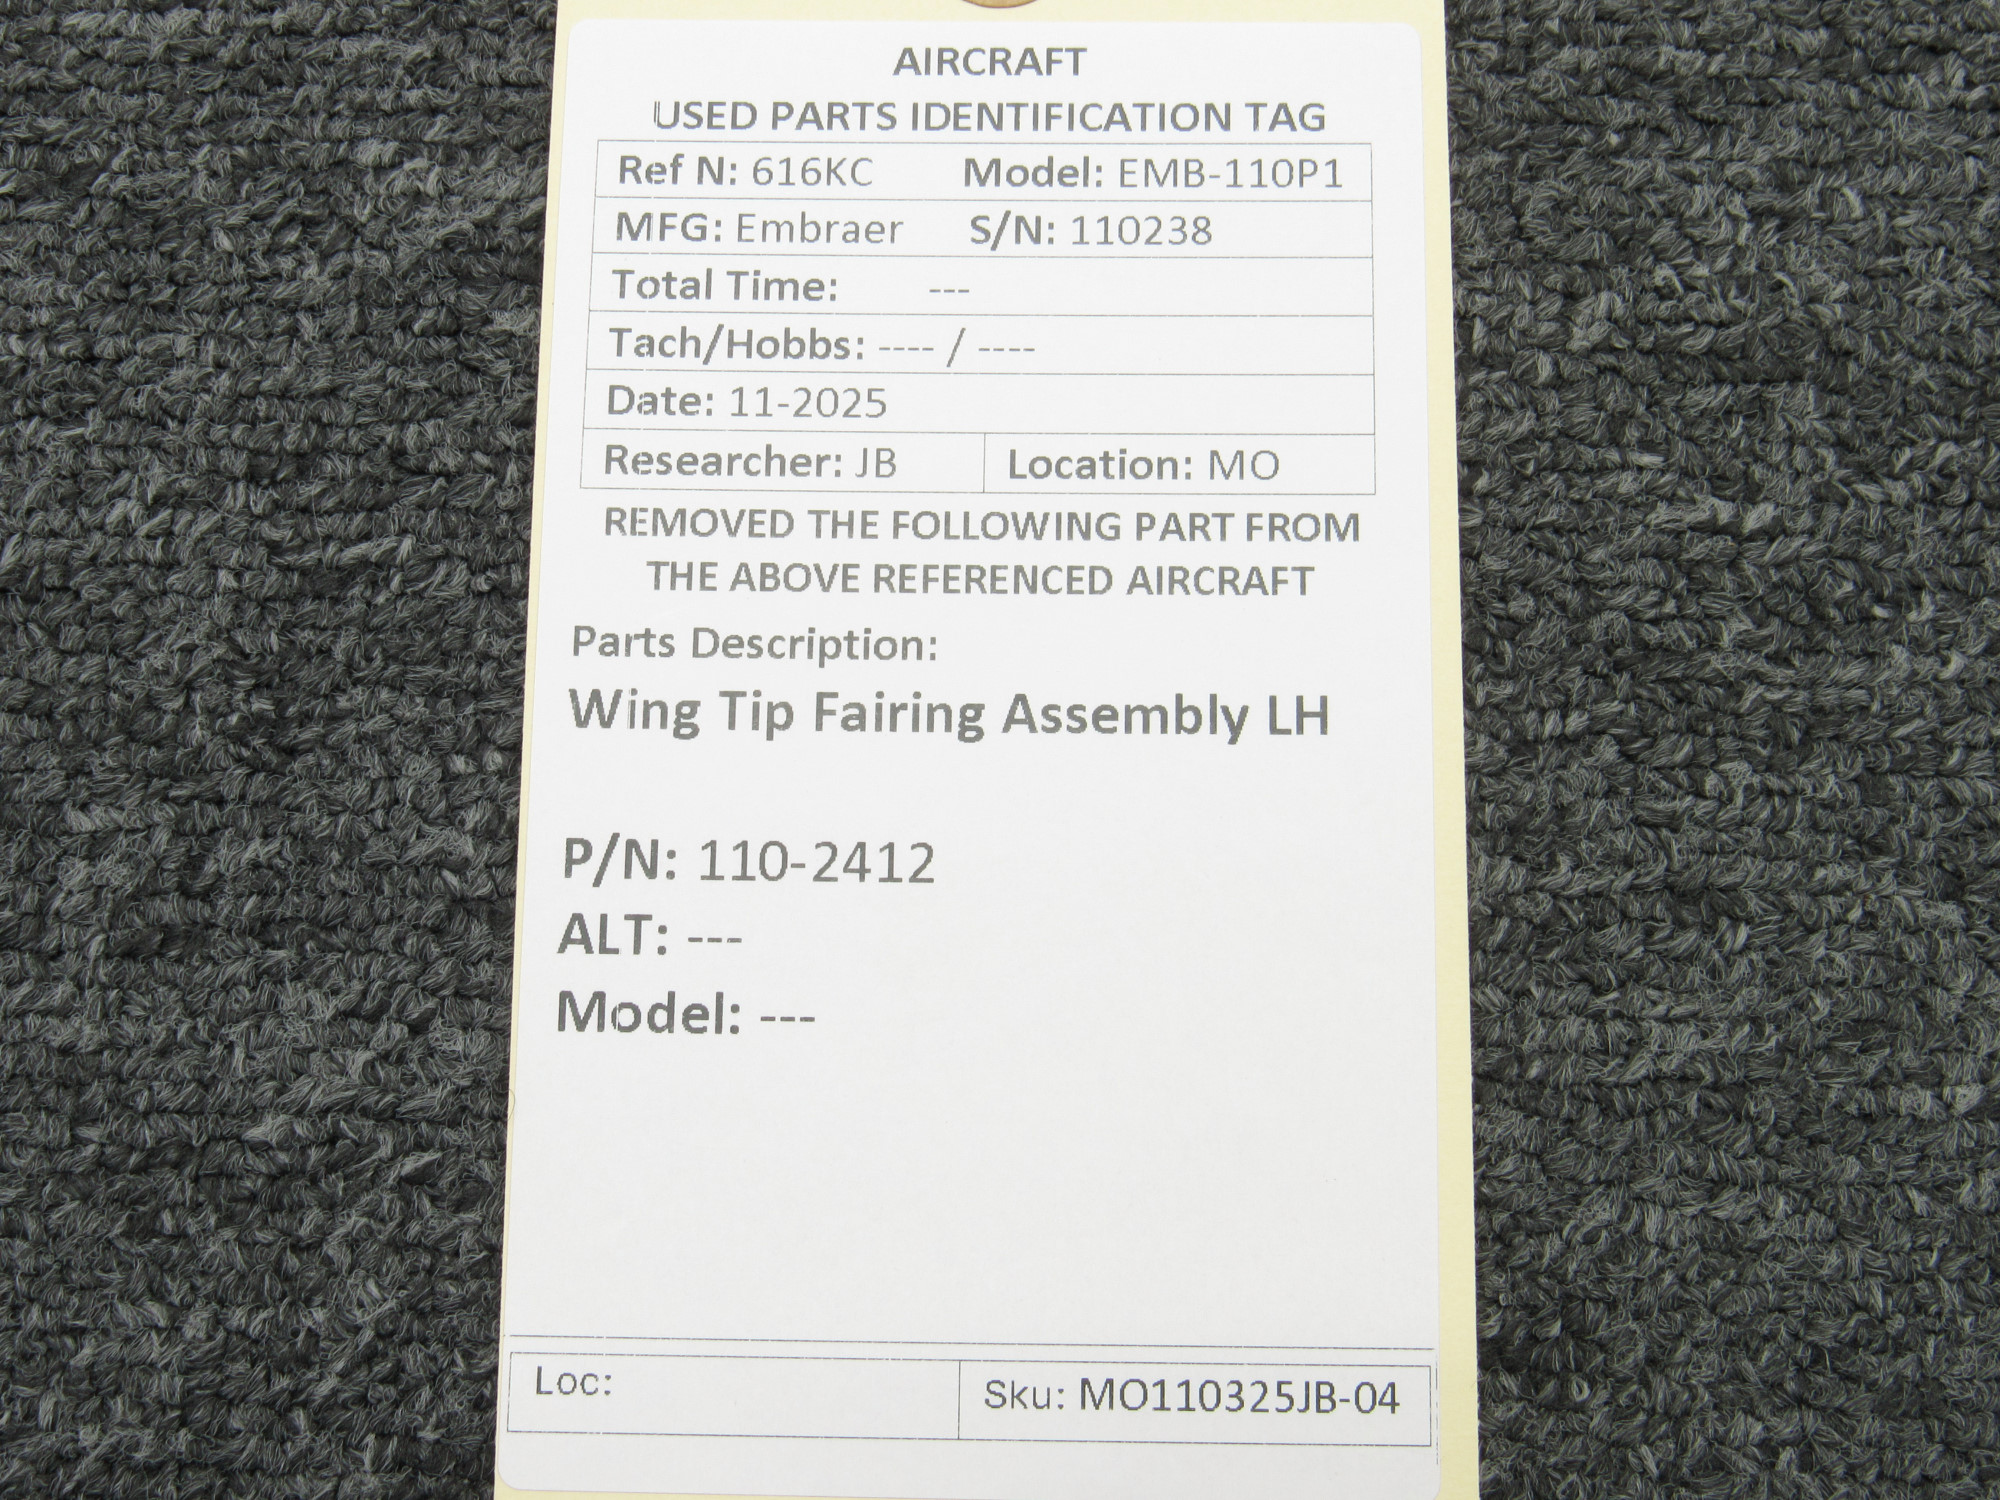 AIRCRAFT
USED PARTS IDENTIFICATION TAG
Ref N: 616KC Model: EMB-110P1
MFG: Embraer S/N: 110238
Total Time: ---
Tach/Hobbs: ---- / ----
Date: 11-2025
Researcher: JB Location: MO
REMOVED THE FOLLOWING PART FROM
THE ABOVE REFERENCED AIRCRAFT
Parts Description:
Wing Tip Fairing Assembly LH
P/N: 110-2412
ALT: ---
Model: ---
Loc: Sku: MO110325JB-04